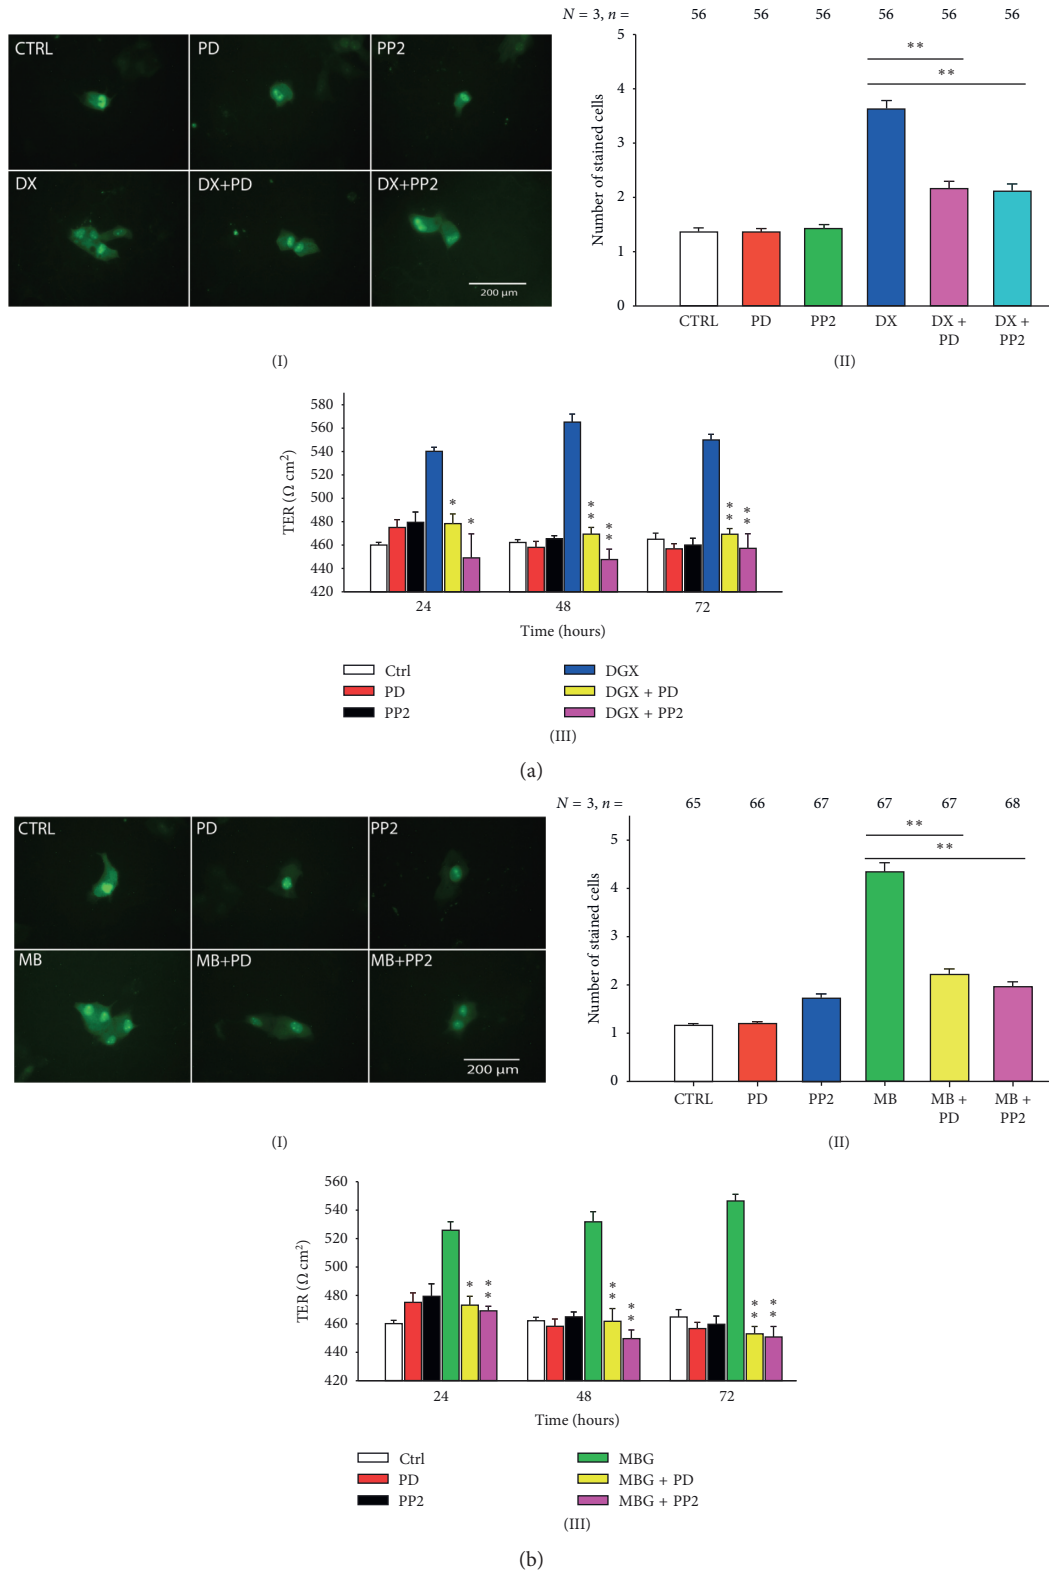 CTRL
PD
PP2
DX
DX+PD
DX+PP2
200 μm
(I)
N = 3, n =
56
56
56
56
56
56
Number of stained cells
5
4
3
2
1
0
**
**
CTRL
PD
PP2
DX
DX + PD
DX + PP2
(II)
TER (Ω cm²)
580
560
540
520
500
480
460
440
420
*
*
**
**
**
**
24
48
72
Time (hours)
Ctrl
PD
PP2
DGX
DGX + PD
DGX + PP2
(III)
(a)
CTRL
PD
PP2
MB
MB+PD
MB+PP2
200 μm
(I)
N = 3, n =
65
66
67
67
67
68
Number of stained cells
5
4
3
2
1
0
**
**
CTRL
PD
PP2
MB
MB + PD
MB + PP2
(II)
TER (Ω cm²)
560
540
520
500
480
460
440
420
*
**
**
**
**
**
24
48
72
Time (hours)
Ctrl
PD
PP2
MBG
MBG + PD
MBG + PP2
(III)
(b)